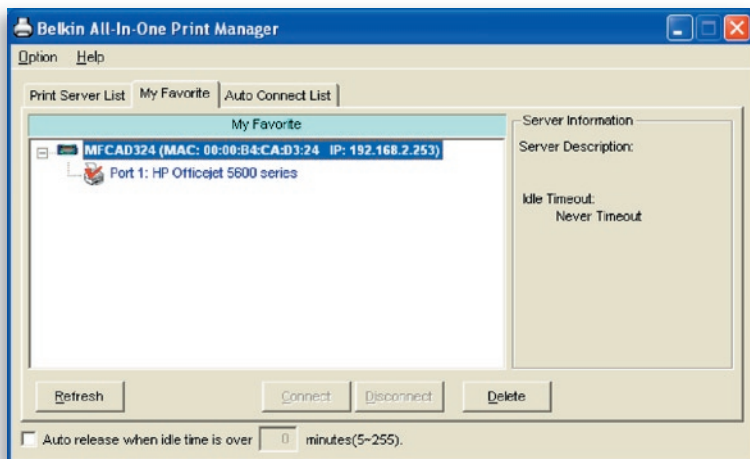 Belkin All-In-One Print Manager
Option Help
Print Server List My Favorite Auto Connect List
My Favorite
MFCAD324 (MAC: 00:00:B4:CA:D3:24 IP: 192.168.2.253)
Port 1: HP Officejet 5600 series
Server Information
Server Description:
Idle Timeout:
Never Timeout
Refresh Connect Disconnect Delete
Auto release when idle time is over 0 minutes(5~255).